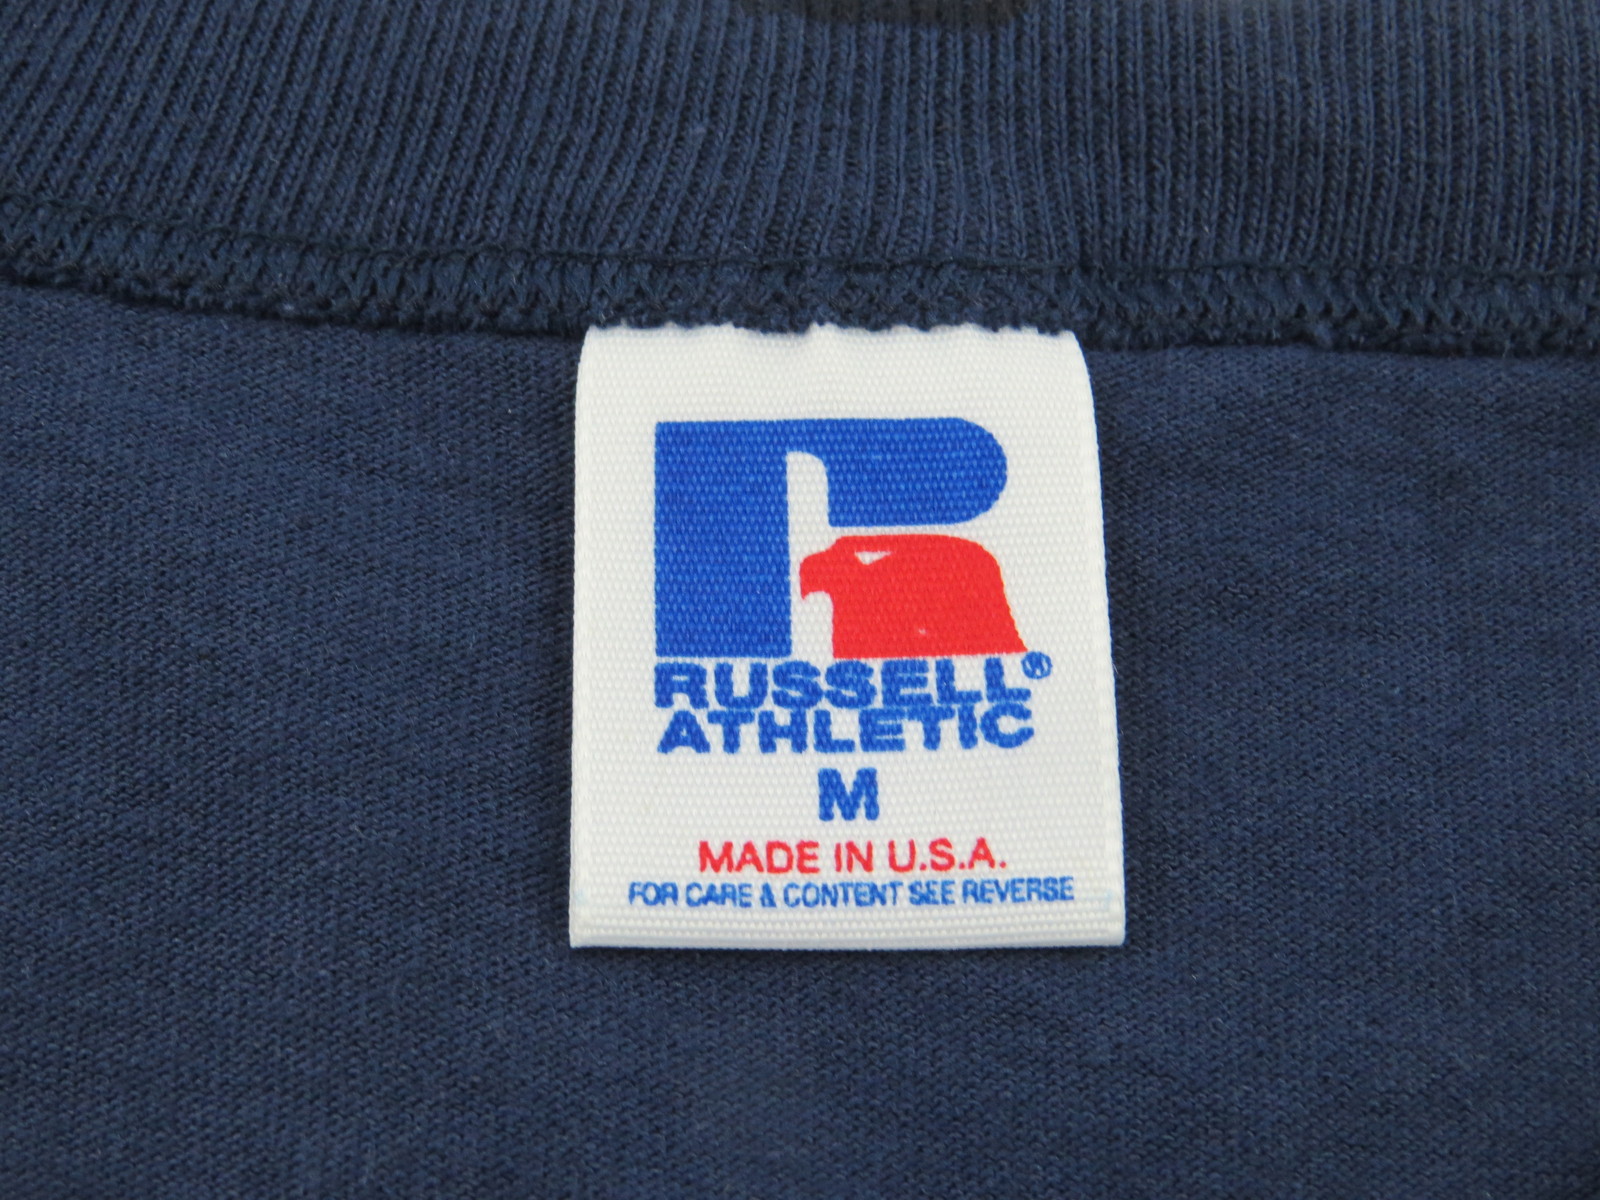 RUSSELL®
ATHLETIC
M
MADE IN U.S.A.
FOR CARE & CONTENT SEE REVERSE